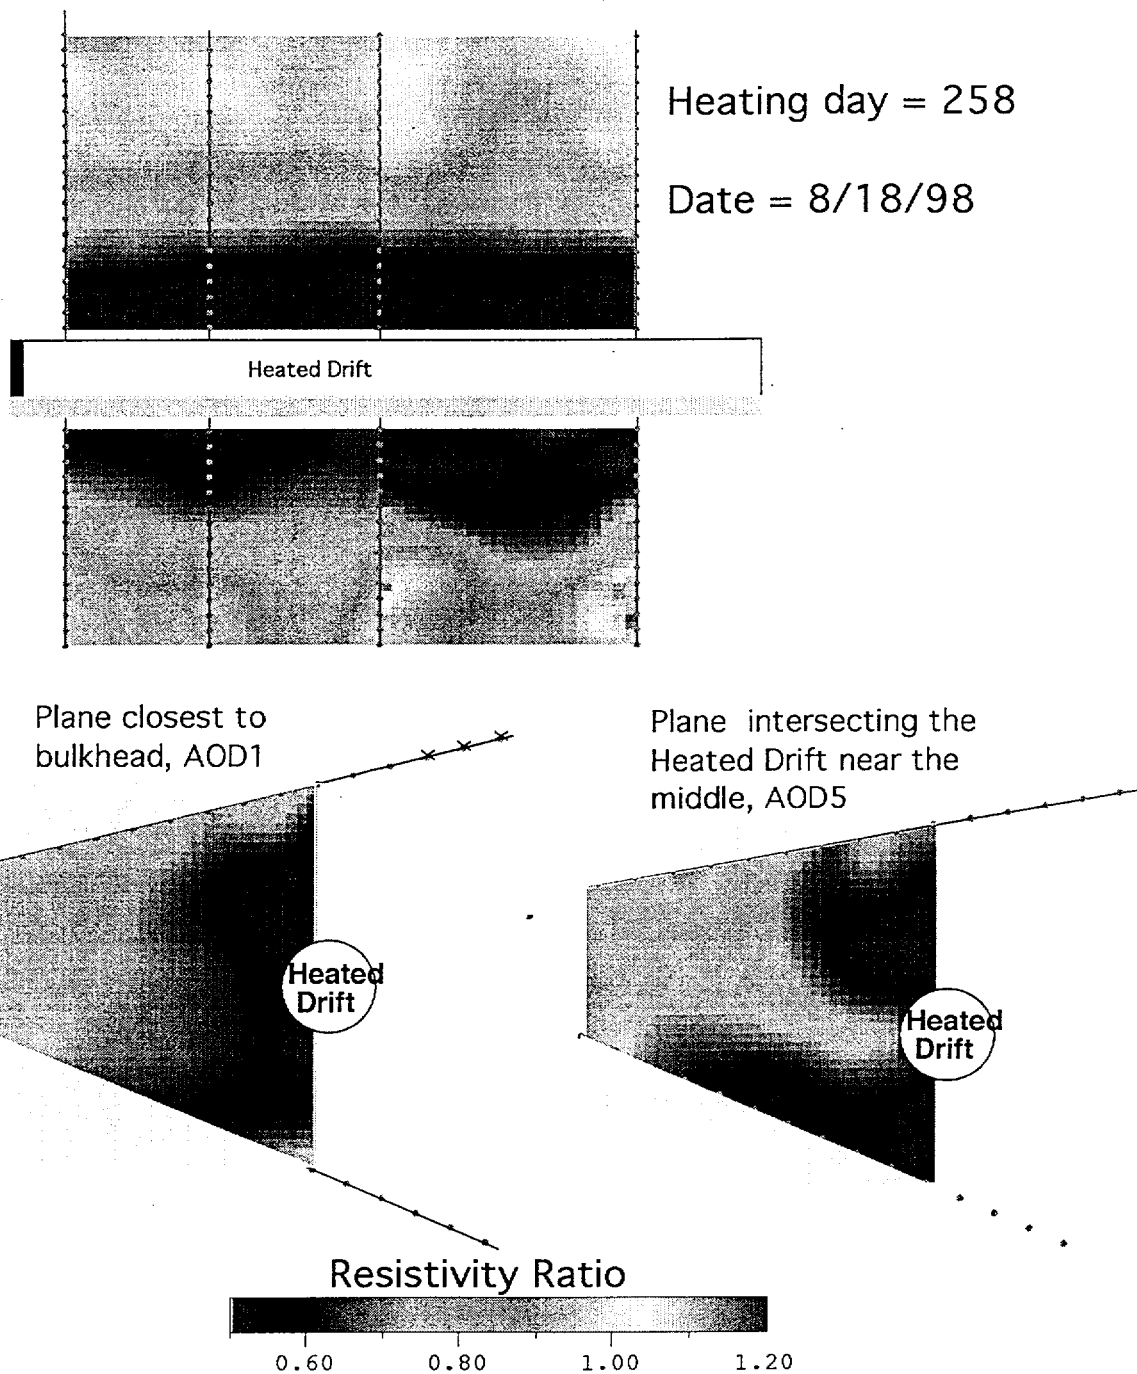 Heating day = 258
Date = 8/18/98
Heated Drift
Plane closest to
bulkhead, AOD1
Plane intersecting the
Heated Drift near the
middle, AOD5
Heated
Drift
Heated
Drift
Resistivity Ratio
0.60 0.80 1.00 1.20